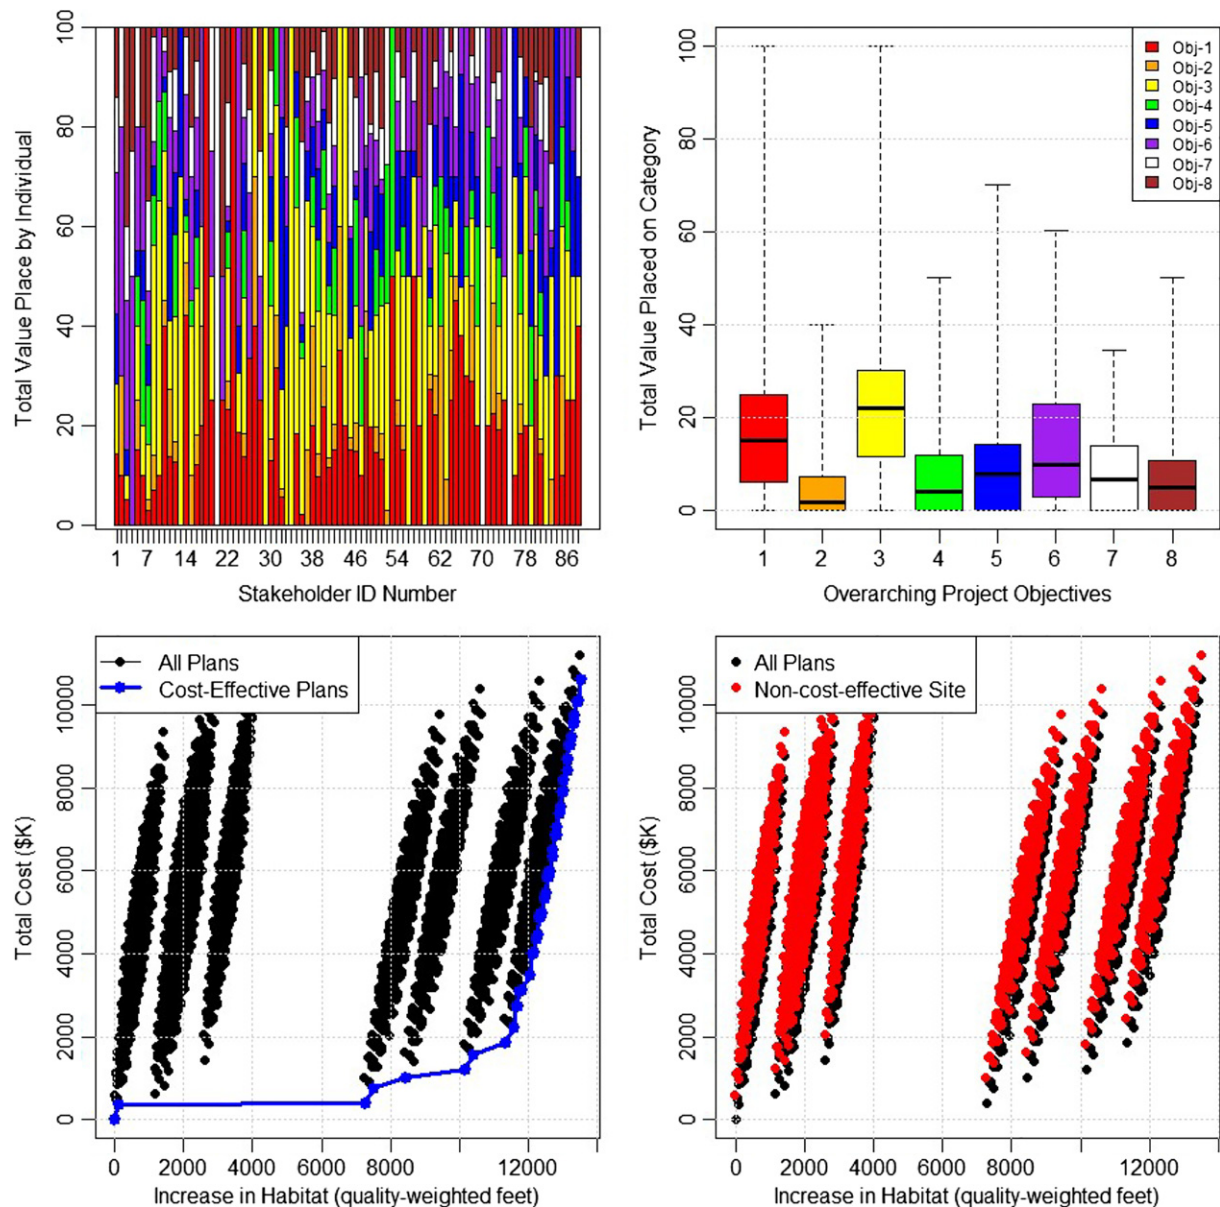 Total Value Place by Individual
0 20 40 60 80 100
1 7 14 22 30 38 46 54 62 70 78 86
Stakeholder ID Number
Total Value Placed on Category
0 20 40 60 80 100
Obj-1
Obj-2
Obj-3
Obj-4
Obj-5
Obj-6
Obj-7
Obj-8
1 2 3 4 5 6 7 8
Overarching Project Objectives
Total Cost ($K)
0 2000 4000 6000 8000 10000
All Plans
Cost-Effective Plans
0 2000 4000 6000 8000 12000
Increase in Habitat (quality-weighted feet)
Total Cost ($K)
0 2000 4000 6000 8000 10000
All Plans
Non-cost-effective Site
0 2000 4000 6000 8000 12000
Increase in Habitat (quality-weighted feet)